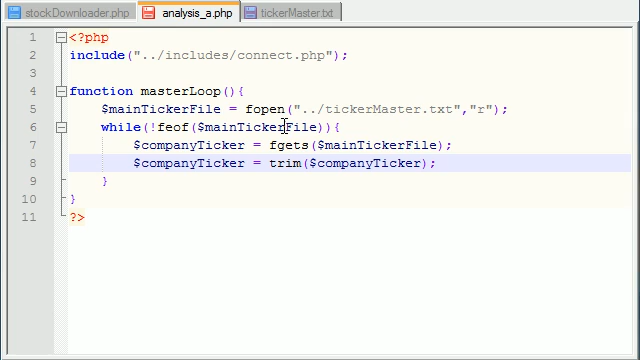 stockDownloader.php analysis_a.php tickerMaster.txt
1 <?php
2 include("../includes/connect.php");
3
4 function masterLoop(){
5 $mainTickerFile = fopen("../tickerMaster.txt","r");
6 while(!feof($mainTickerFile)){
7 $companyTicker = fgets($mainTickerFile);
8 $companyTicker = trim($companyTicker);
9 }
10 }
11 ?>